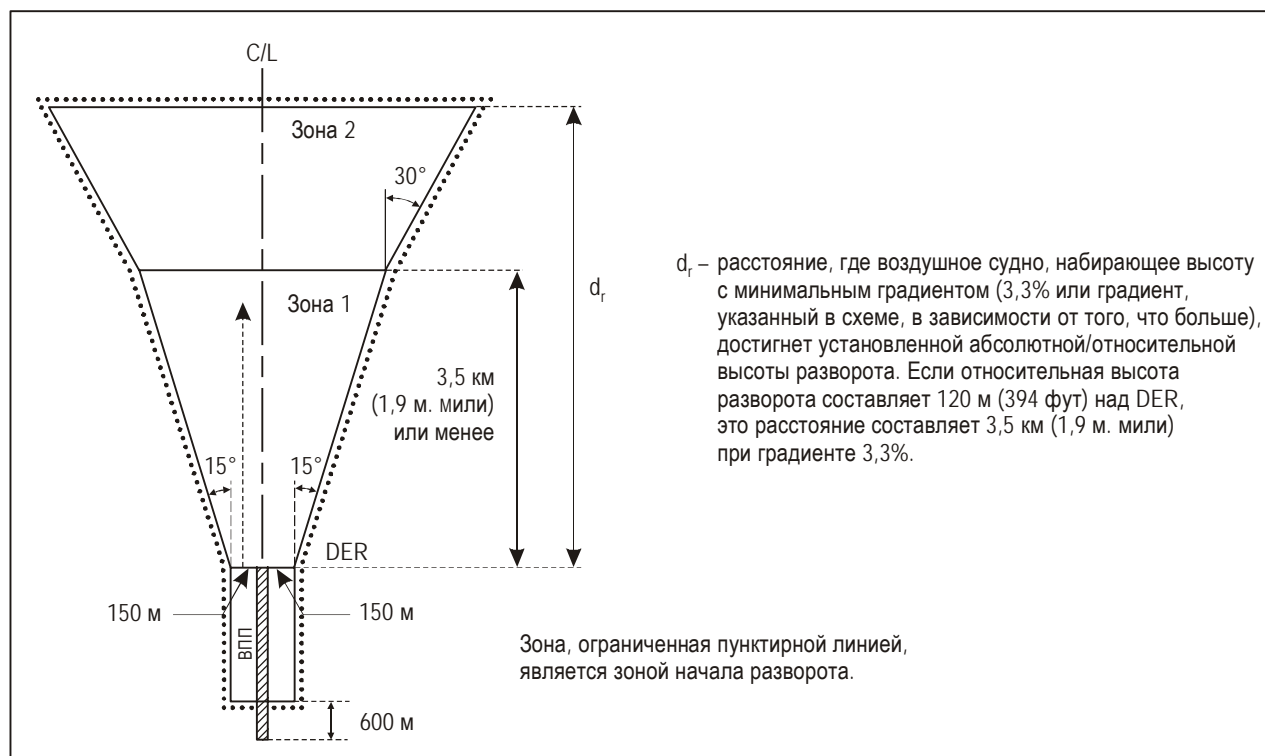 C/L
Зона 2
30°
d_r
Зона 1
3,5 км
(1,9 м. мили)
или менее
15°
15°
DER
150 м
150 м
ВПП
600 м
d_r – расстояние, где воздушное судно, набирающее высоту
с минимальным градиентом (3,3% или градиент,
указанный в схеме, в зависимости от того, что больше),
достигнет установленной абсолютной/относительной
высоты разворота. Если относительная высота
разворота составляет 120 м (394 фут) над DER,
это расстояние составляет 3,5 км (1,9 м. мили)
при градиенте 3,3%.
Зона, ограниченная пунктирной линией,
является зоной начала разворота.